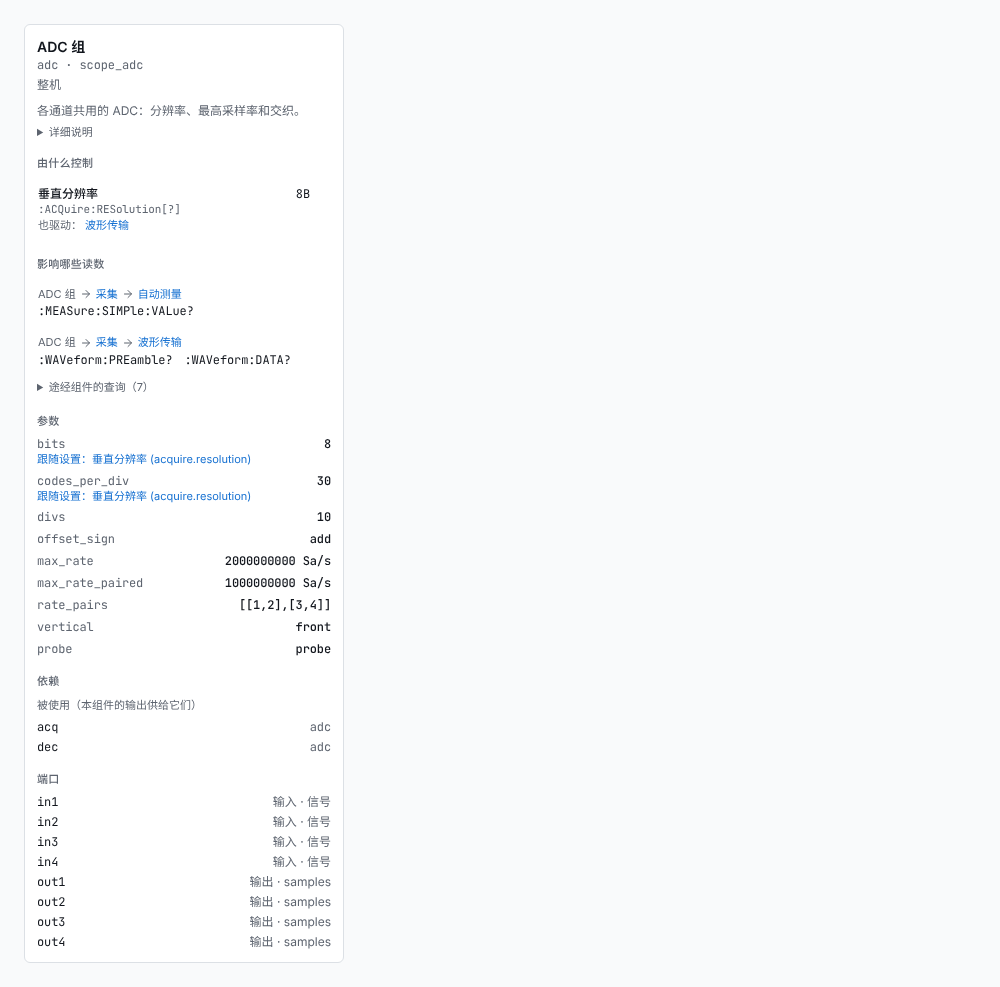 ADC 组
adc · scope_adc
整机
各通道共用的 ADC：分辨率、最高采样率和交织。
▶ 详细说明
由什么控制
垂直分辨率 8B
:ACQuire:RESolution[?]
也驱动： 波形传输
影响哪些读数
ADC 组 → 采集 → 自动测量
:MEASure:SIMPle:VALue?
ADC 组 → 采集 → 波形传输
:WAVeform:PREamble? :WAVeform:DATA?
▶ 途经组件的查询（7）
参数
bits 8
跟随设置：垂直分辨率 (acquire.resolution)
codes_per_div 30
跟随设置：垂直分辨率 (acquire.resolution)
divs 10
offset_sign add
max_rate 2000000000 Sa/s
max_rate_paired 1000000000 Sa/s
rate_pairs [[1,2],[3,4]]
vertical front
probe probe
依赖
被使用（本组件的输出供给它们）
acq adc
dec adc
端口
in1 输入 · 信号
in2 输入 · 信号
in3 输入 · 信号
in4 输入 · 信号
out1 输出 · samples
out2 输出 · samples
out3 输出 · samples
out4 输出 · samples